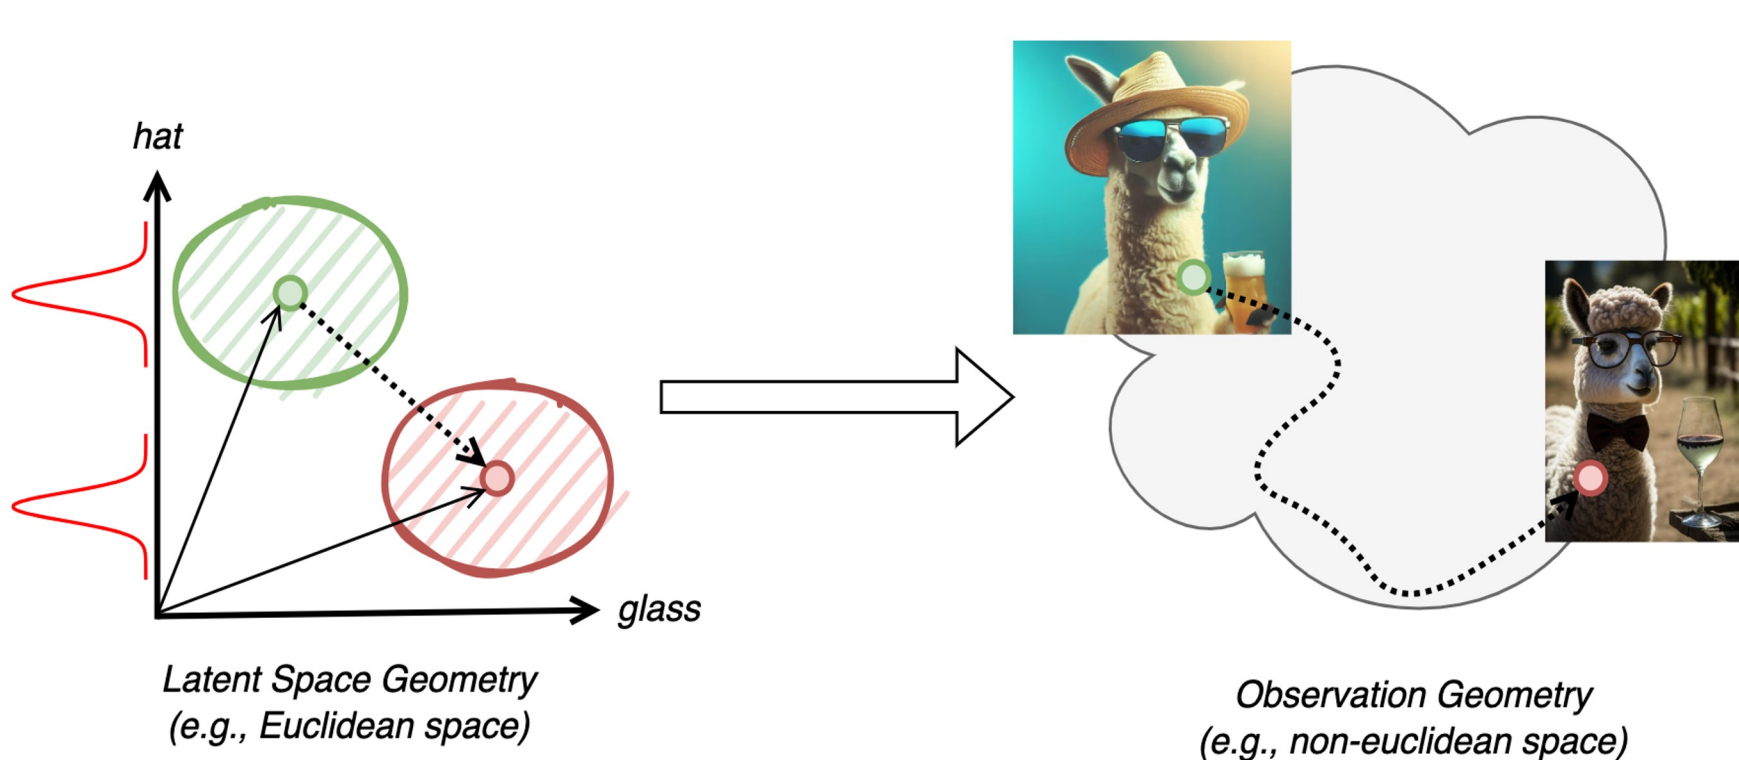 hat
glass
Latent Space Geometry
(e.g., Euclidean space)
Observation Geometry
(e.g., non-euclidean space)